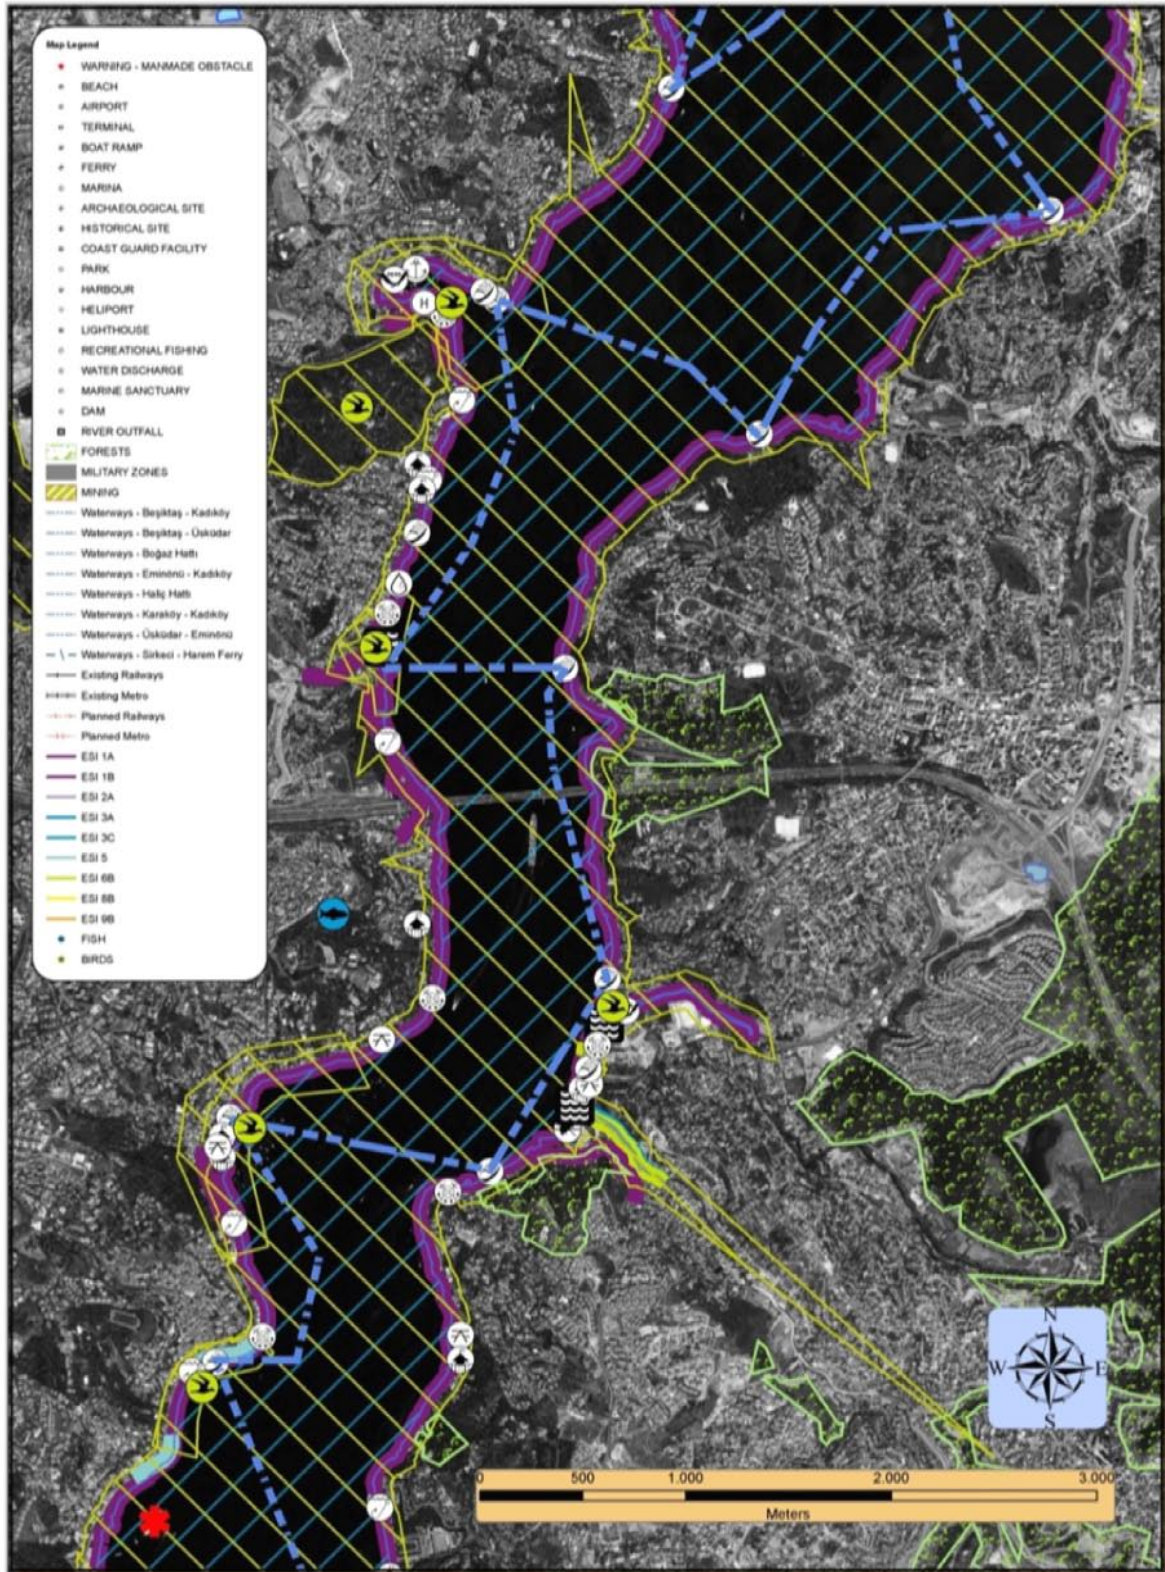 Map Legend
WARNING - MANMADE OBSTACLE
BEACH
AIRPORT
TERMINAL
BOAT RAMP
FERRY
MARINA
ARCHAEOLOGICAL SITE
HISTORICAL SITE
COAST GUARD FACILITY
PARK
HARBOUR
HELIPORT
LIGHTHOUSE
RECREATIONAL FISHING
WATER DISCHARGE
MARINE SANCTUARY
DAM
RIVER OUTFALL
FORESTS
MILITARY ZONES
MINING
Waterways - Beşiktaş - Kadıköy
Waterways - Beşiktaş - Üsküdar
Waterways - Boğaz Hattı
Waterways - Eminönü - Kadıköy
Waterways - Haliç Hattı
Waterways - Karaköy - Kadıköy
Waterways - Üsküdar - Eminönü
Waterways - Sirkeci - Harem Ferry
Existing Railways
Existing Metro
Planned Railways
Planned Metro
ESI 1A
ESI 1B
ESI 2A
ESI 3A
ESI 3C
ESI 5
ESI 6B
ESI 8B
ESI 9B
FISH
BIRDS
H
N
W E
S
0 500 1.000 2.000 3.000
Meters